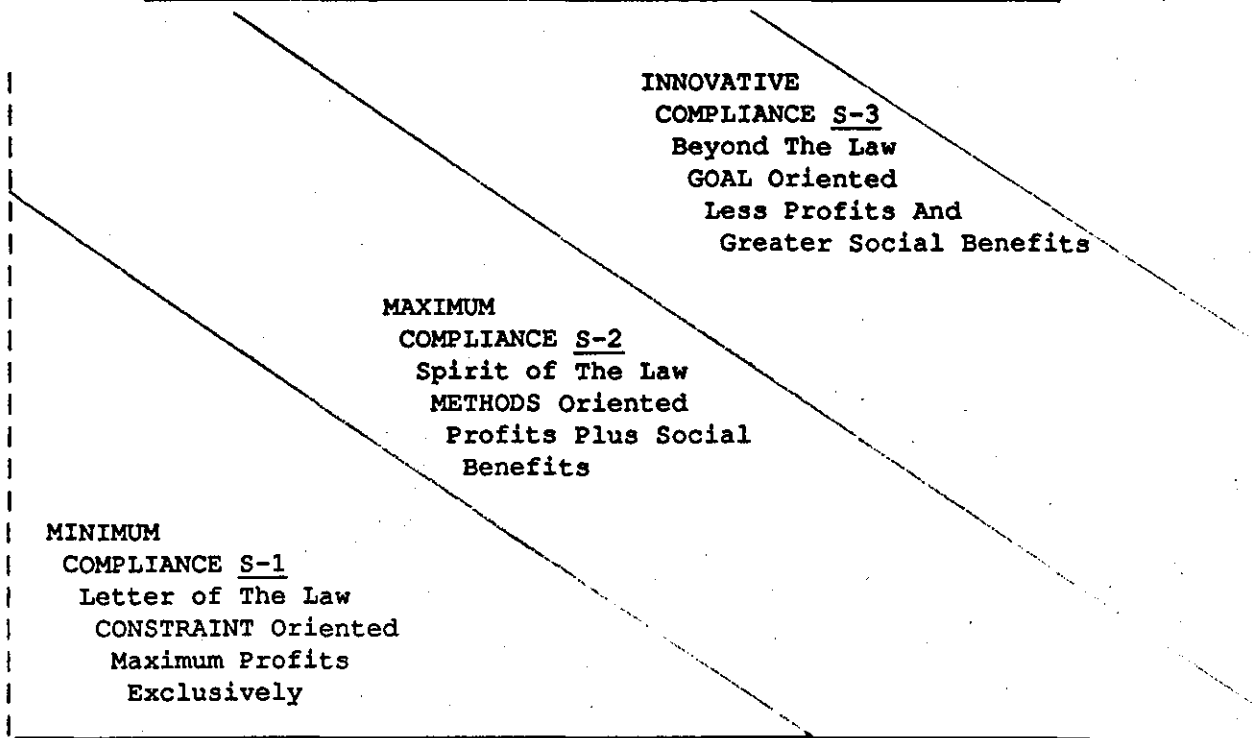 INNOVATIVE
COMPLIANCE S-3
Beyond The Law
GOAL Oriented
Less Profits And
Greater Social Benefits
MAXIMUM
COMPLIANCE S-2
Spirit of The Law
METHODS Oriented
Profits Plus Social
Benefits
MINIMUM
COMPLIANCE S-1
Letter of The Law
CONSTRAINT Oriented
Maximum Profits
Exclusively